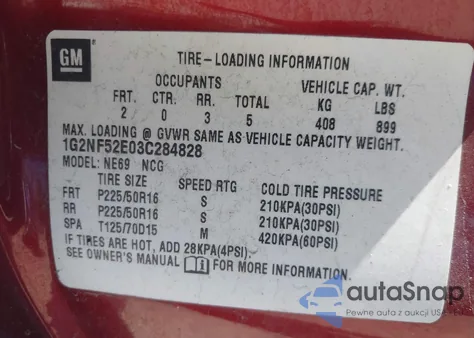 GM
TIRE – LOADING INFORMATION
OCCUPANTS VEHICLE CAP. WT.
FRT. CTR. RR. TOTAL KG LBS
2 0 3 5 408 899
MAX. LOADING @ GVWR SAME AS VEHICLE CAPACITY WEIGHT.
1G2NF52E03C284828
MODEL: NE69 NCG
TIRE SIZE SPEED RTG COLD TIRE PRESSURE
FRT P225/50R16 S 210KPA(30PSI)
RR P225/50R16 S 210KPA(30PSI)
SPA T125/70D15 M 420KPA(60PSI)
IF TIRES ARE HOT, ADD 28KPA(4PSI).
SEE OWNER'S MANUAL FOR MORE INFORMATION.
autoSnap
Pewne auta z aukcji USA